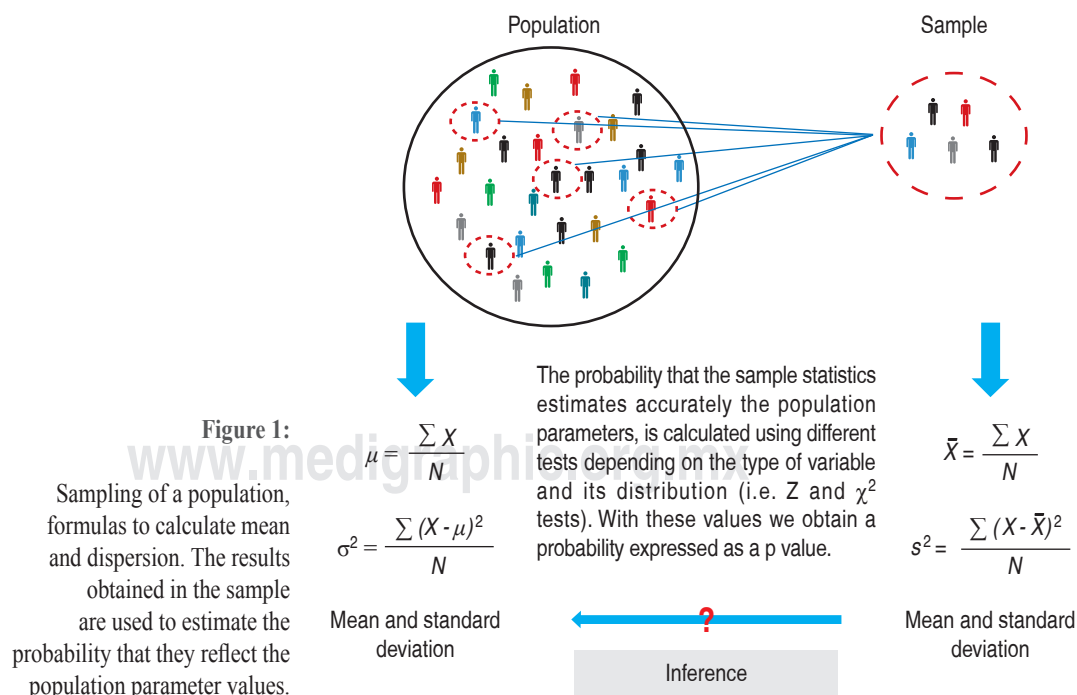 Population
Sample
Figure 1:
Sampling of a population,
formulas to calculate mean
and dispersion. The results
obtained in the sample
are used to estimate the
probability that they reflect the
population parameter values.
μ = ∑ X / N
σ² = ∑ (X - μ)² / N
Mean and standard
deviation
The probability that the sample statistics
estimates accurately the population
parameters, is calculated using different
tests depending on the type of variable
and its distribution (i.e. Z and χ²
tests). With these values we obtain a
probability expressed as a p value.
?
Inference
X̄ = ∑ X / N
s² = ∑ (X - X̄)² / N
Mean and standard
deviation
www.medigraphic.org.mx